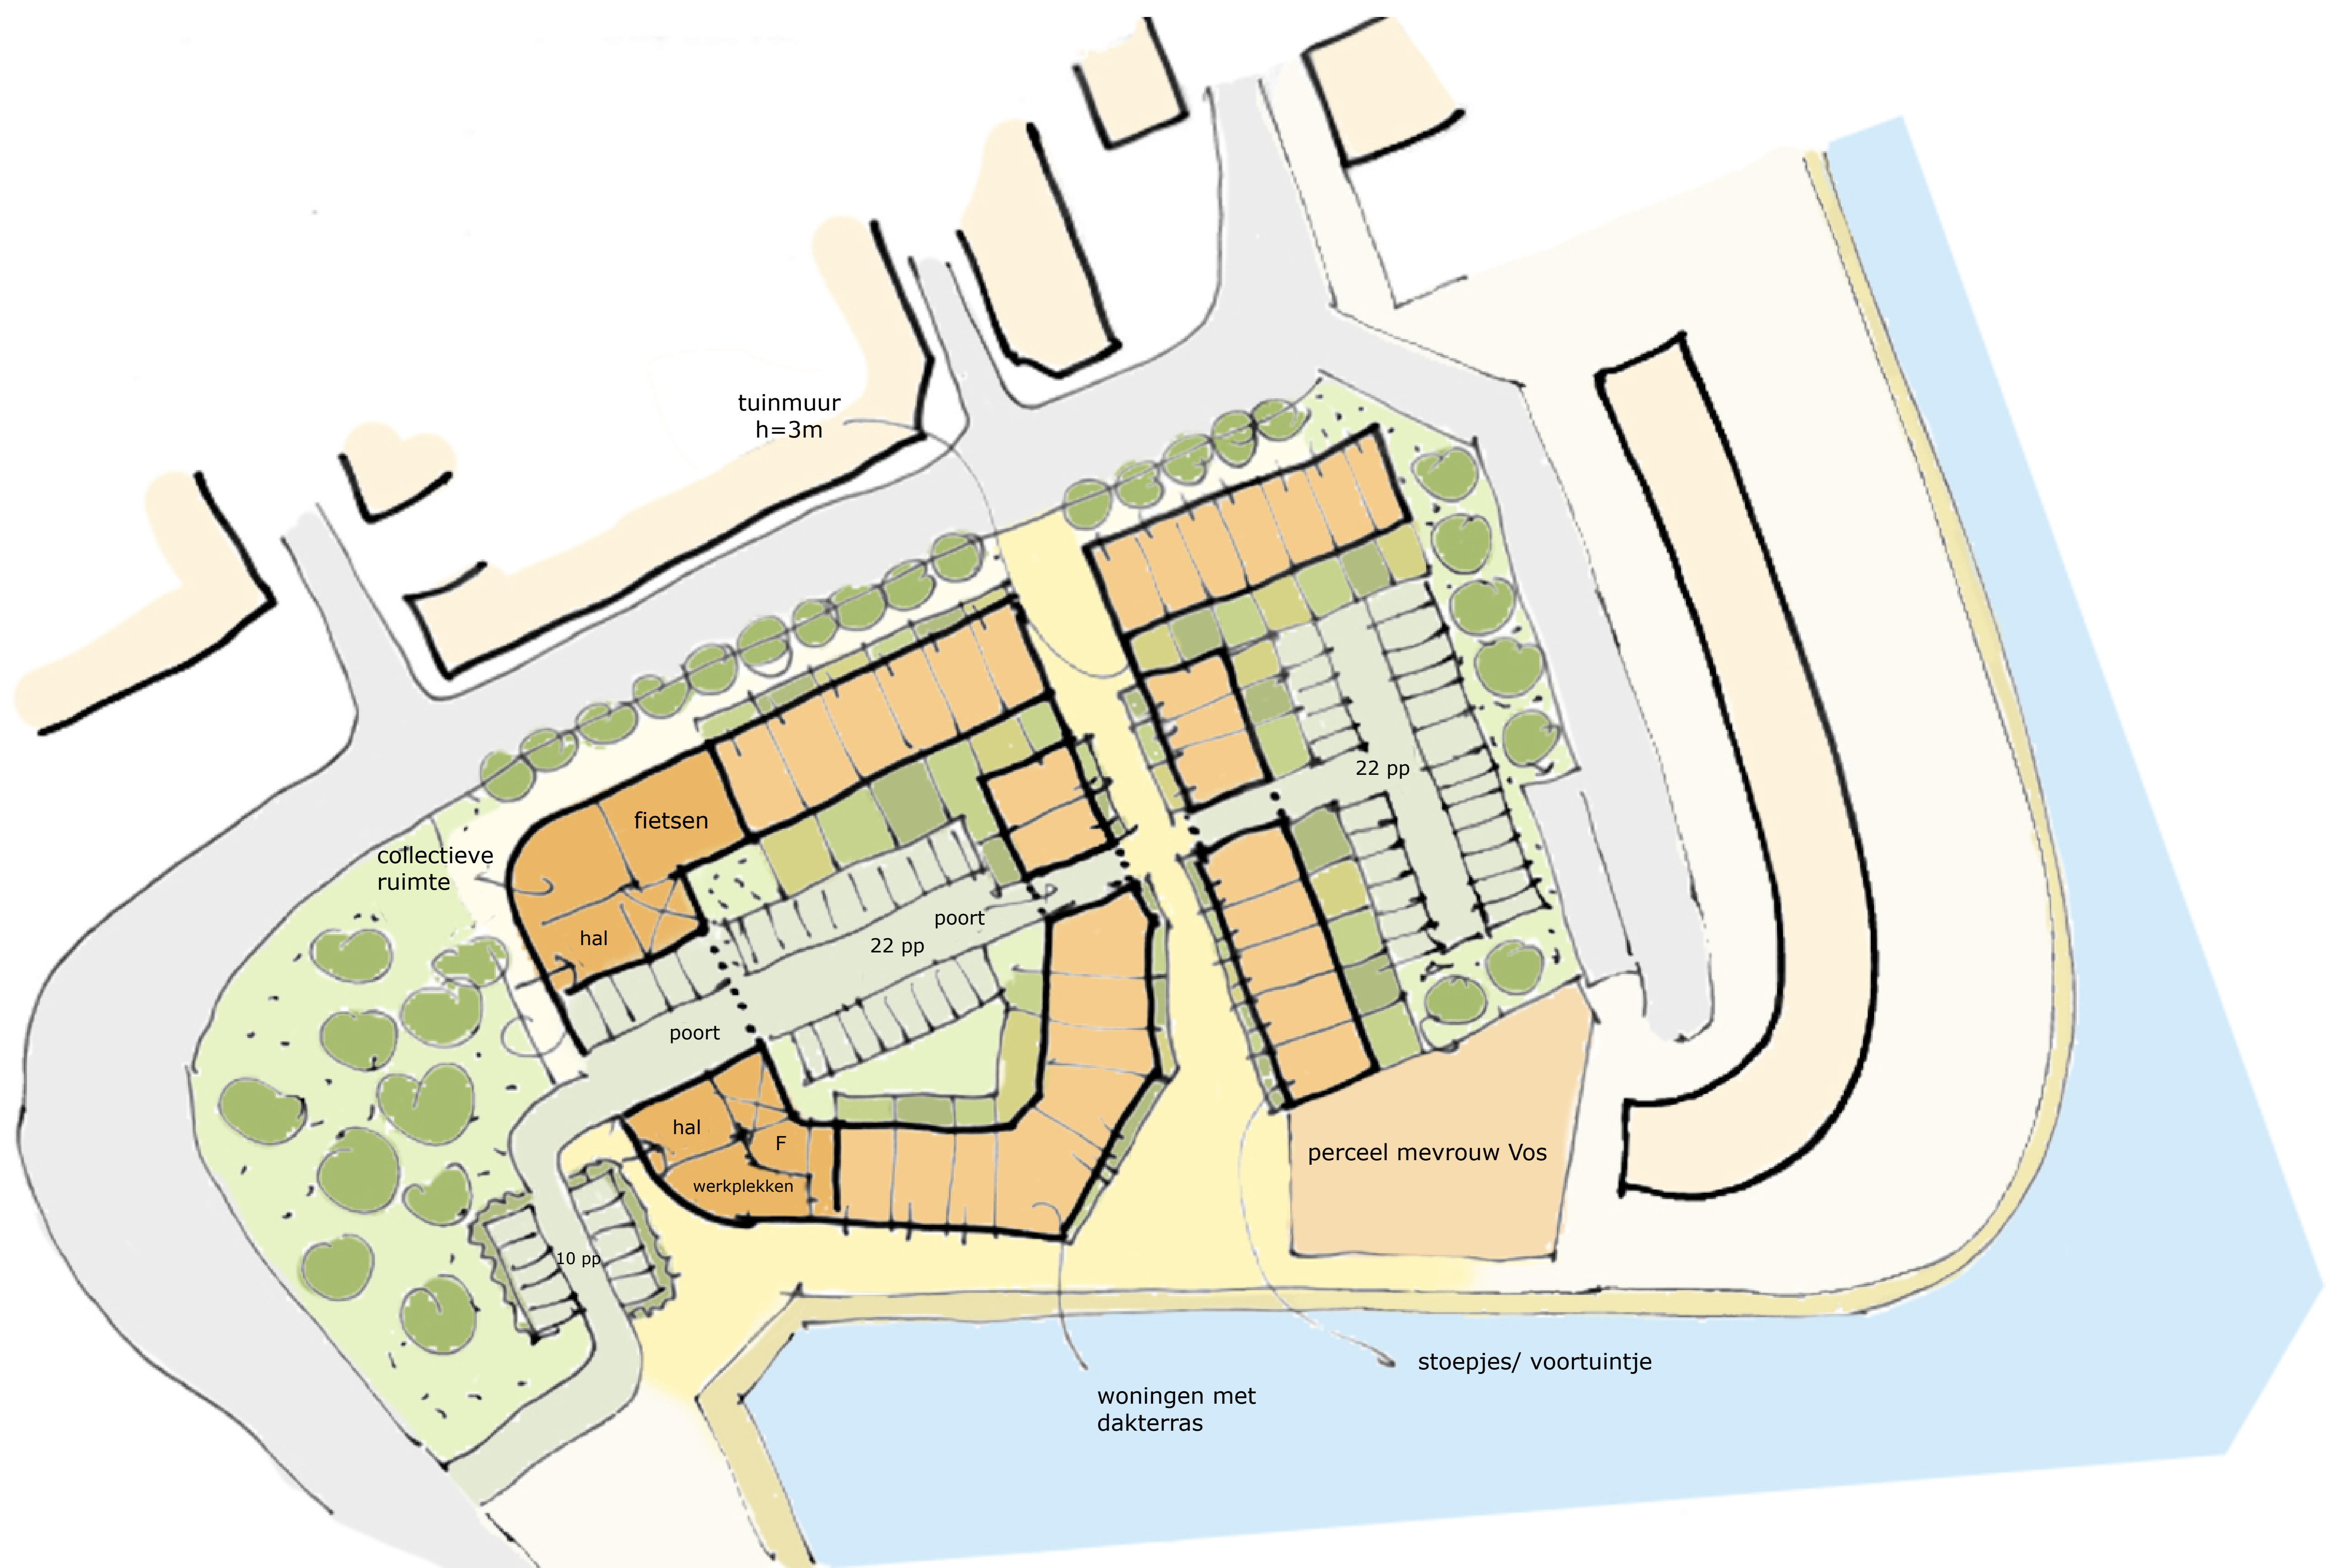 tuinmuur
h=3m
fietsen
collectieve
ruimte
hal
poort
22 pp
22 pp
poort
hal
F
werkplekken
10 pp
perceel mevrouw Vos
stoepjes/ voortuintje
woningen met
dakterras